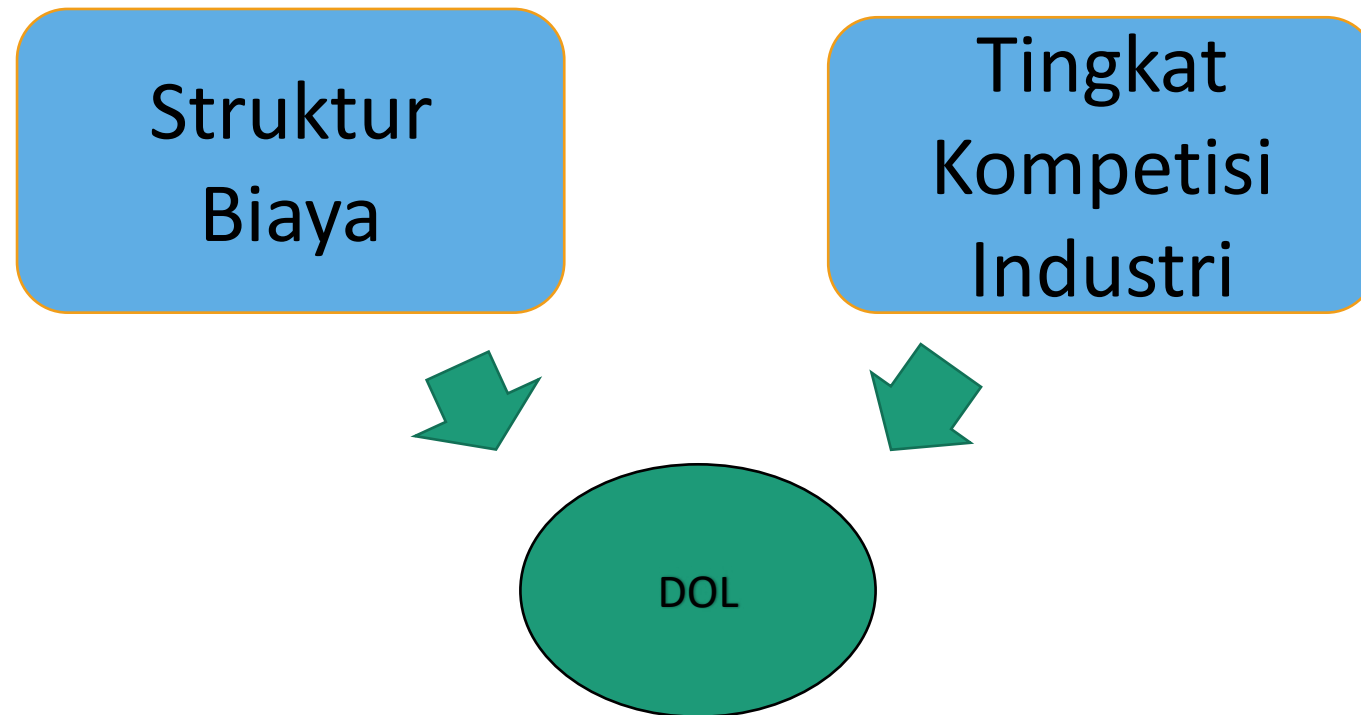 Struktur
Biaya
Tingkat
Kompetisi
Industri
DOL